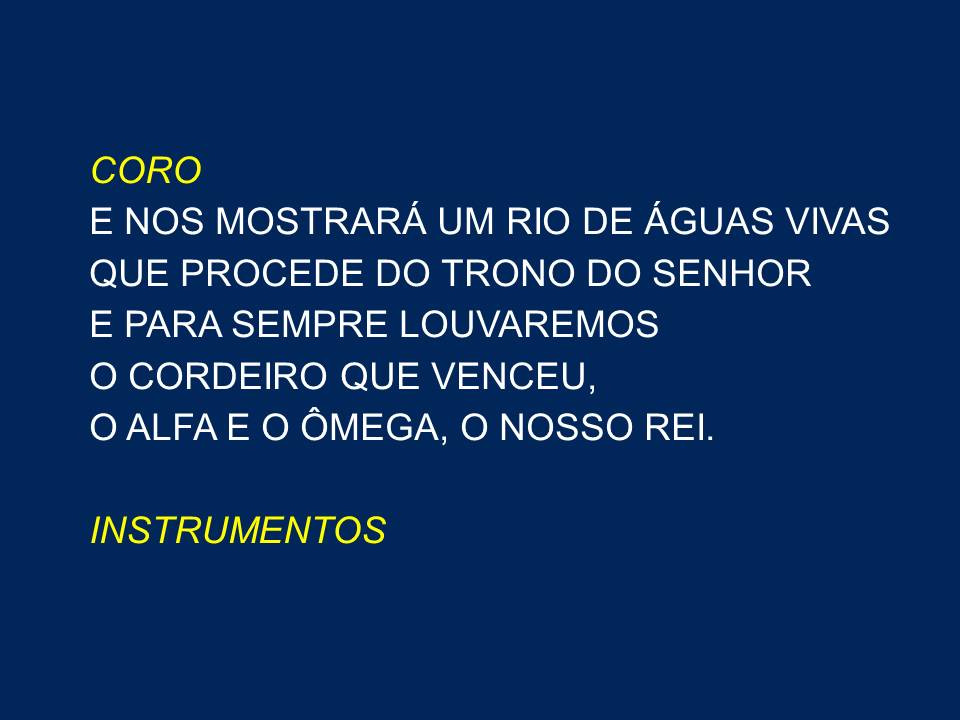 CORO
E NOS MOSTRARÁ UM RIO DE ÁGUAS VIVAS
QUE PROCEDE DO TRONO DO SENHOR
E PARA SEMPRE LOUVAREMOS
O CORDEIRO QUE VENCEU,
O ALFA E O ÔMEGA, O NOSSO REI.
INSTRUMENTOS